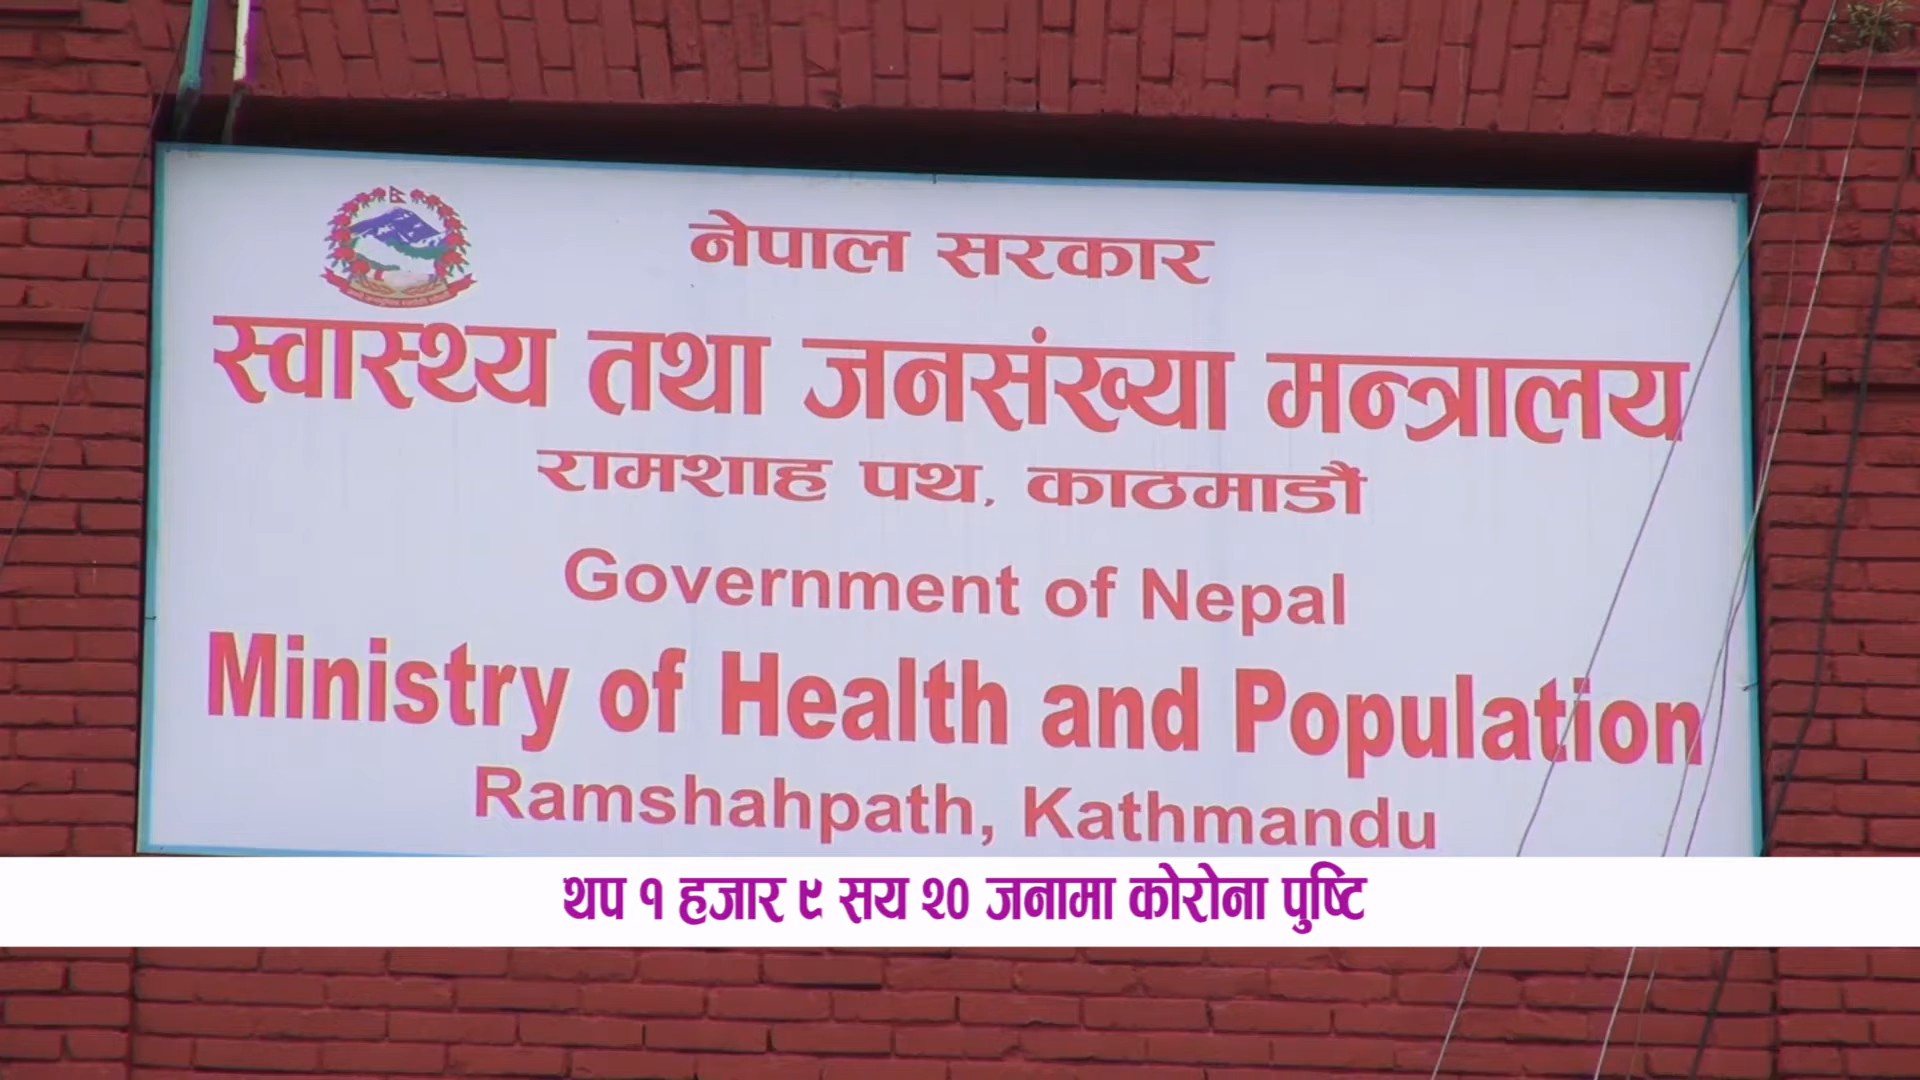 नेपाल सरकार
स्वास्थ्य तथा जनसंख्या मन्त्रालय
रामशाह पथ, काठमाडौं
Government of Nepal
Ministry of Health and Population
Ramshahpath, Kathmandu
थप १ हजार ९ सय २० जनामा कोरोना पुष्टि